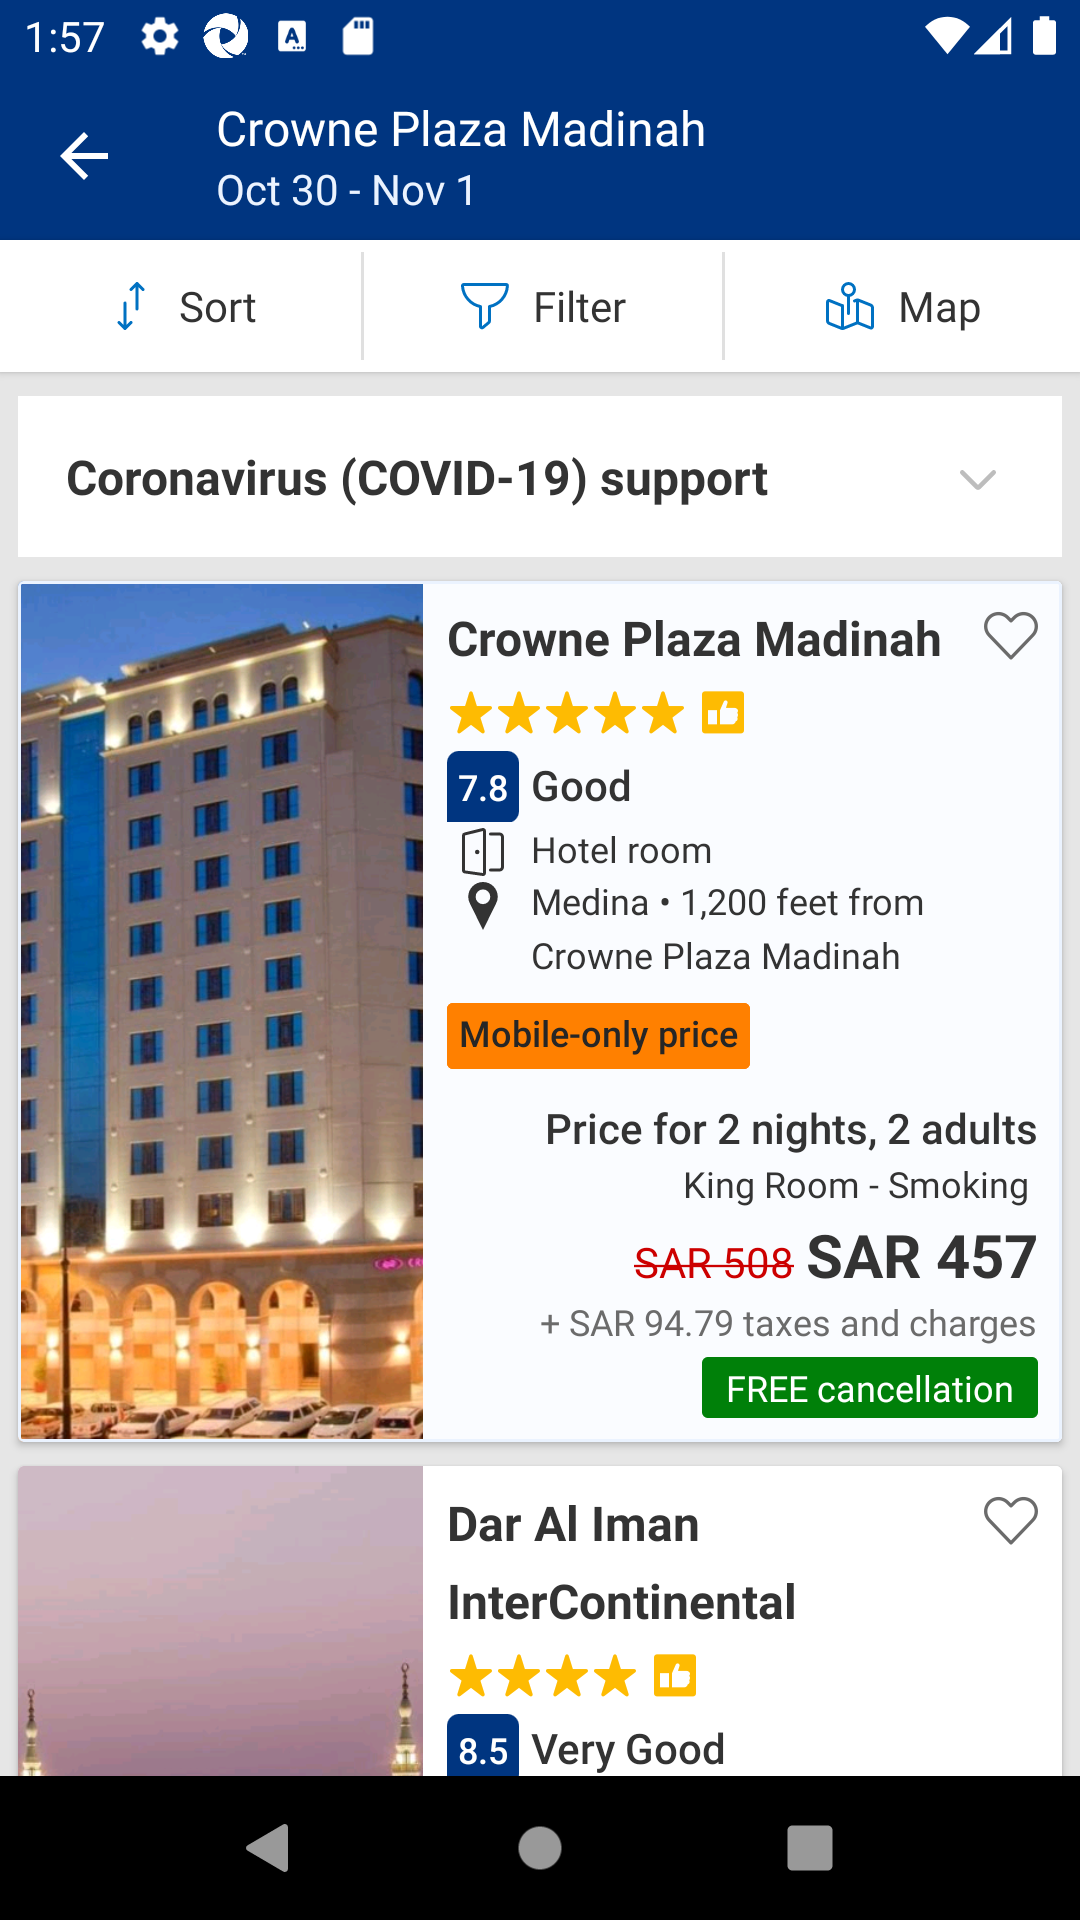 1:57
Crowne Plaza Madinah
Oct 30 - Nov 1
Sort
Filter
Map
Coronavirus (COVID-19) support
Crowne Plaza Madinah
7.8 Good
Hotel room
Medina • 1,200 feet from
Crowne Plaza Madinah
Mobile-only price
Price for 2 nights, 2 adults
King Room - Smoking
SAR 508 SAR 457
+ SAR 94.79 taxes and charges
FREE cancellation
Dar Al Iman
InterContinental
8.5 Very Good